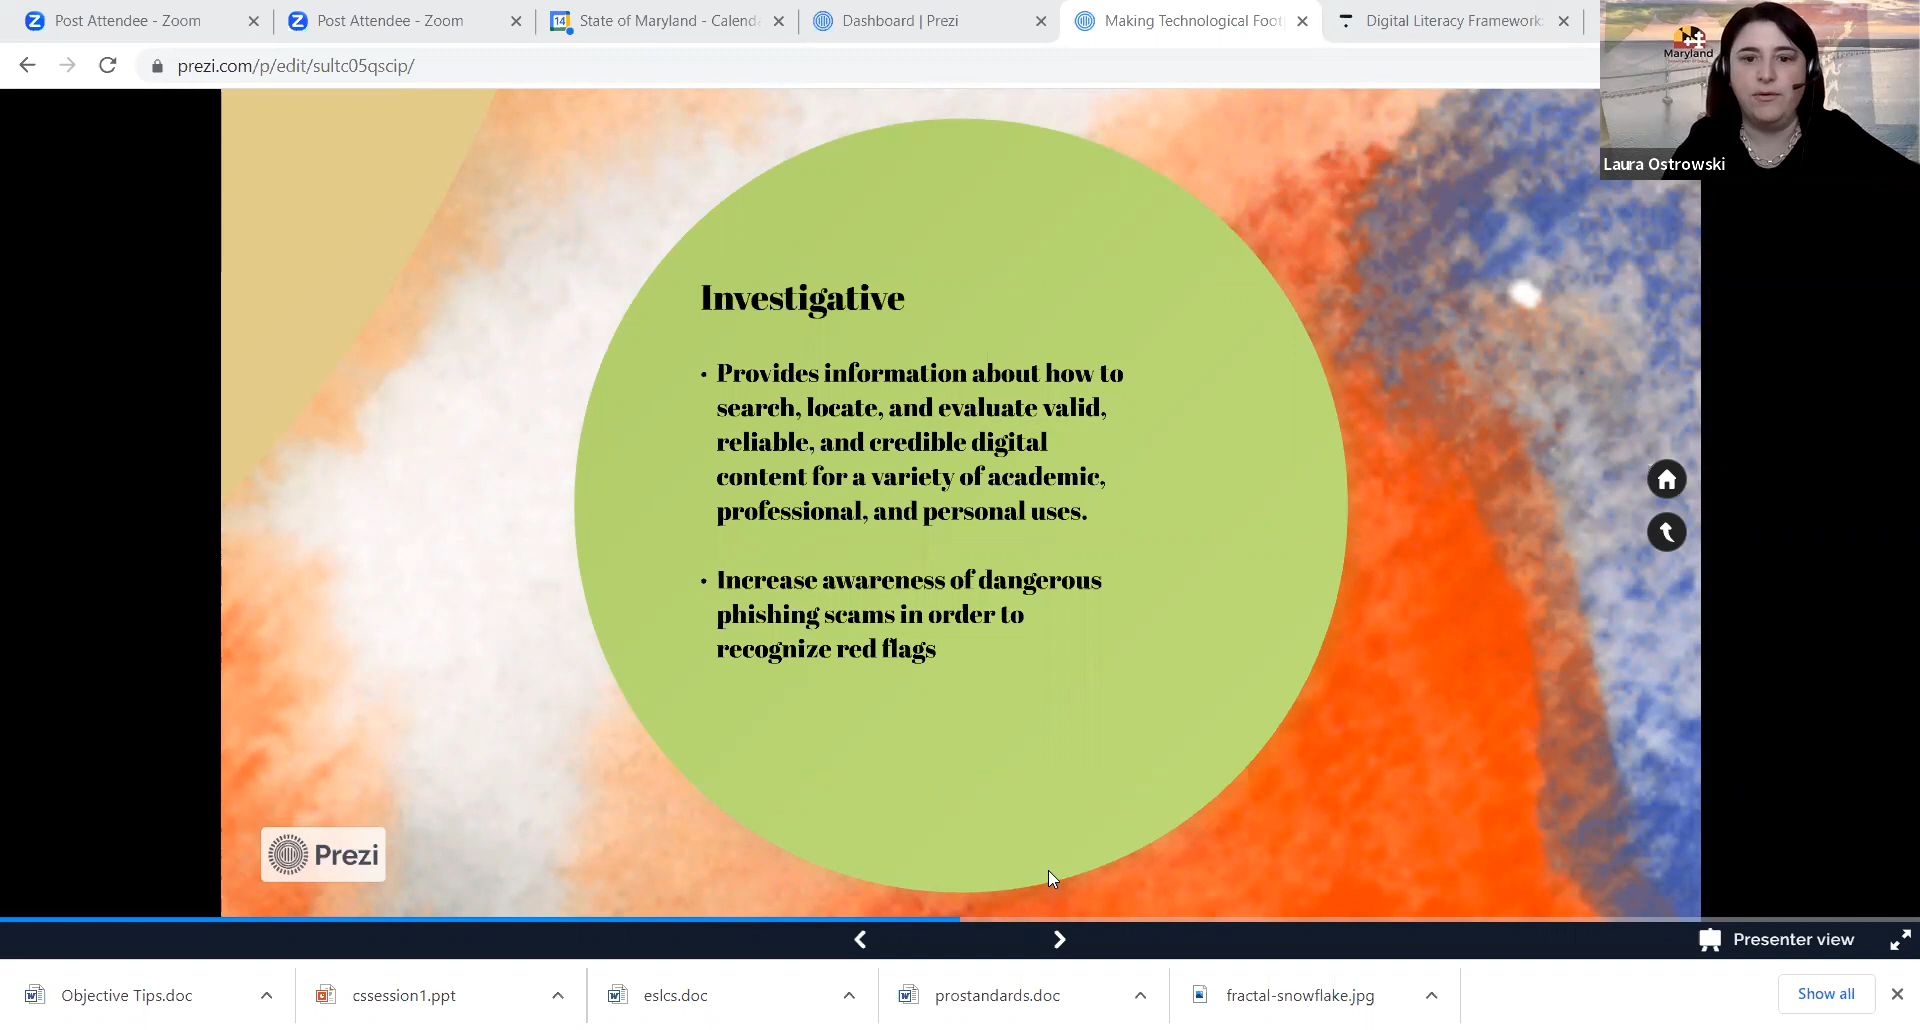 Post Attendee - Zoom
Post Attendee - Zoom
State of Maryland - Calend
Dashboard | Prezi
Making Technological Foot
Digital Literacy Framework
prezi.com/p/edit/sultc05qscip/
14
Maryland
Laura Ostrowski
Investigative
• Provides information about how to
search, locate, and evaluate valid,
reliable, and credible digital
content for a variety of academic,
professional, and personal uses.
• Increase awareness of dangerous
phishing scams in order to
recognize red flags
Prezi
Presenter view
Objective Tips.doc
cssession1.ppt
eslcs.doc
prostandards.doc
fractal-snowflake.jpg
Show all